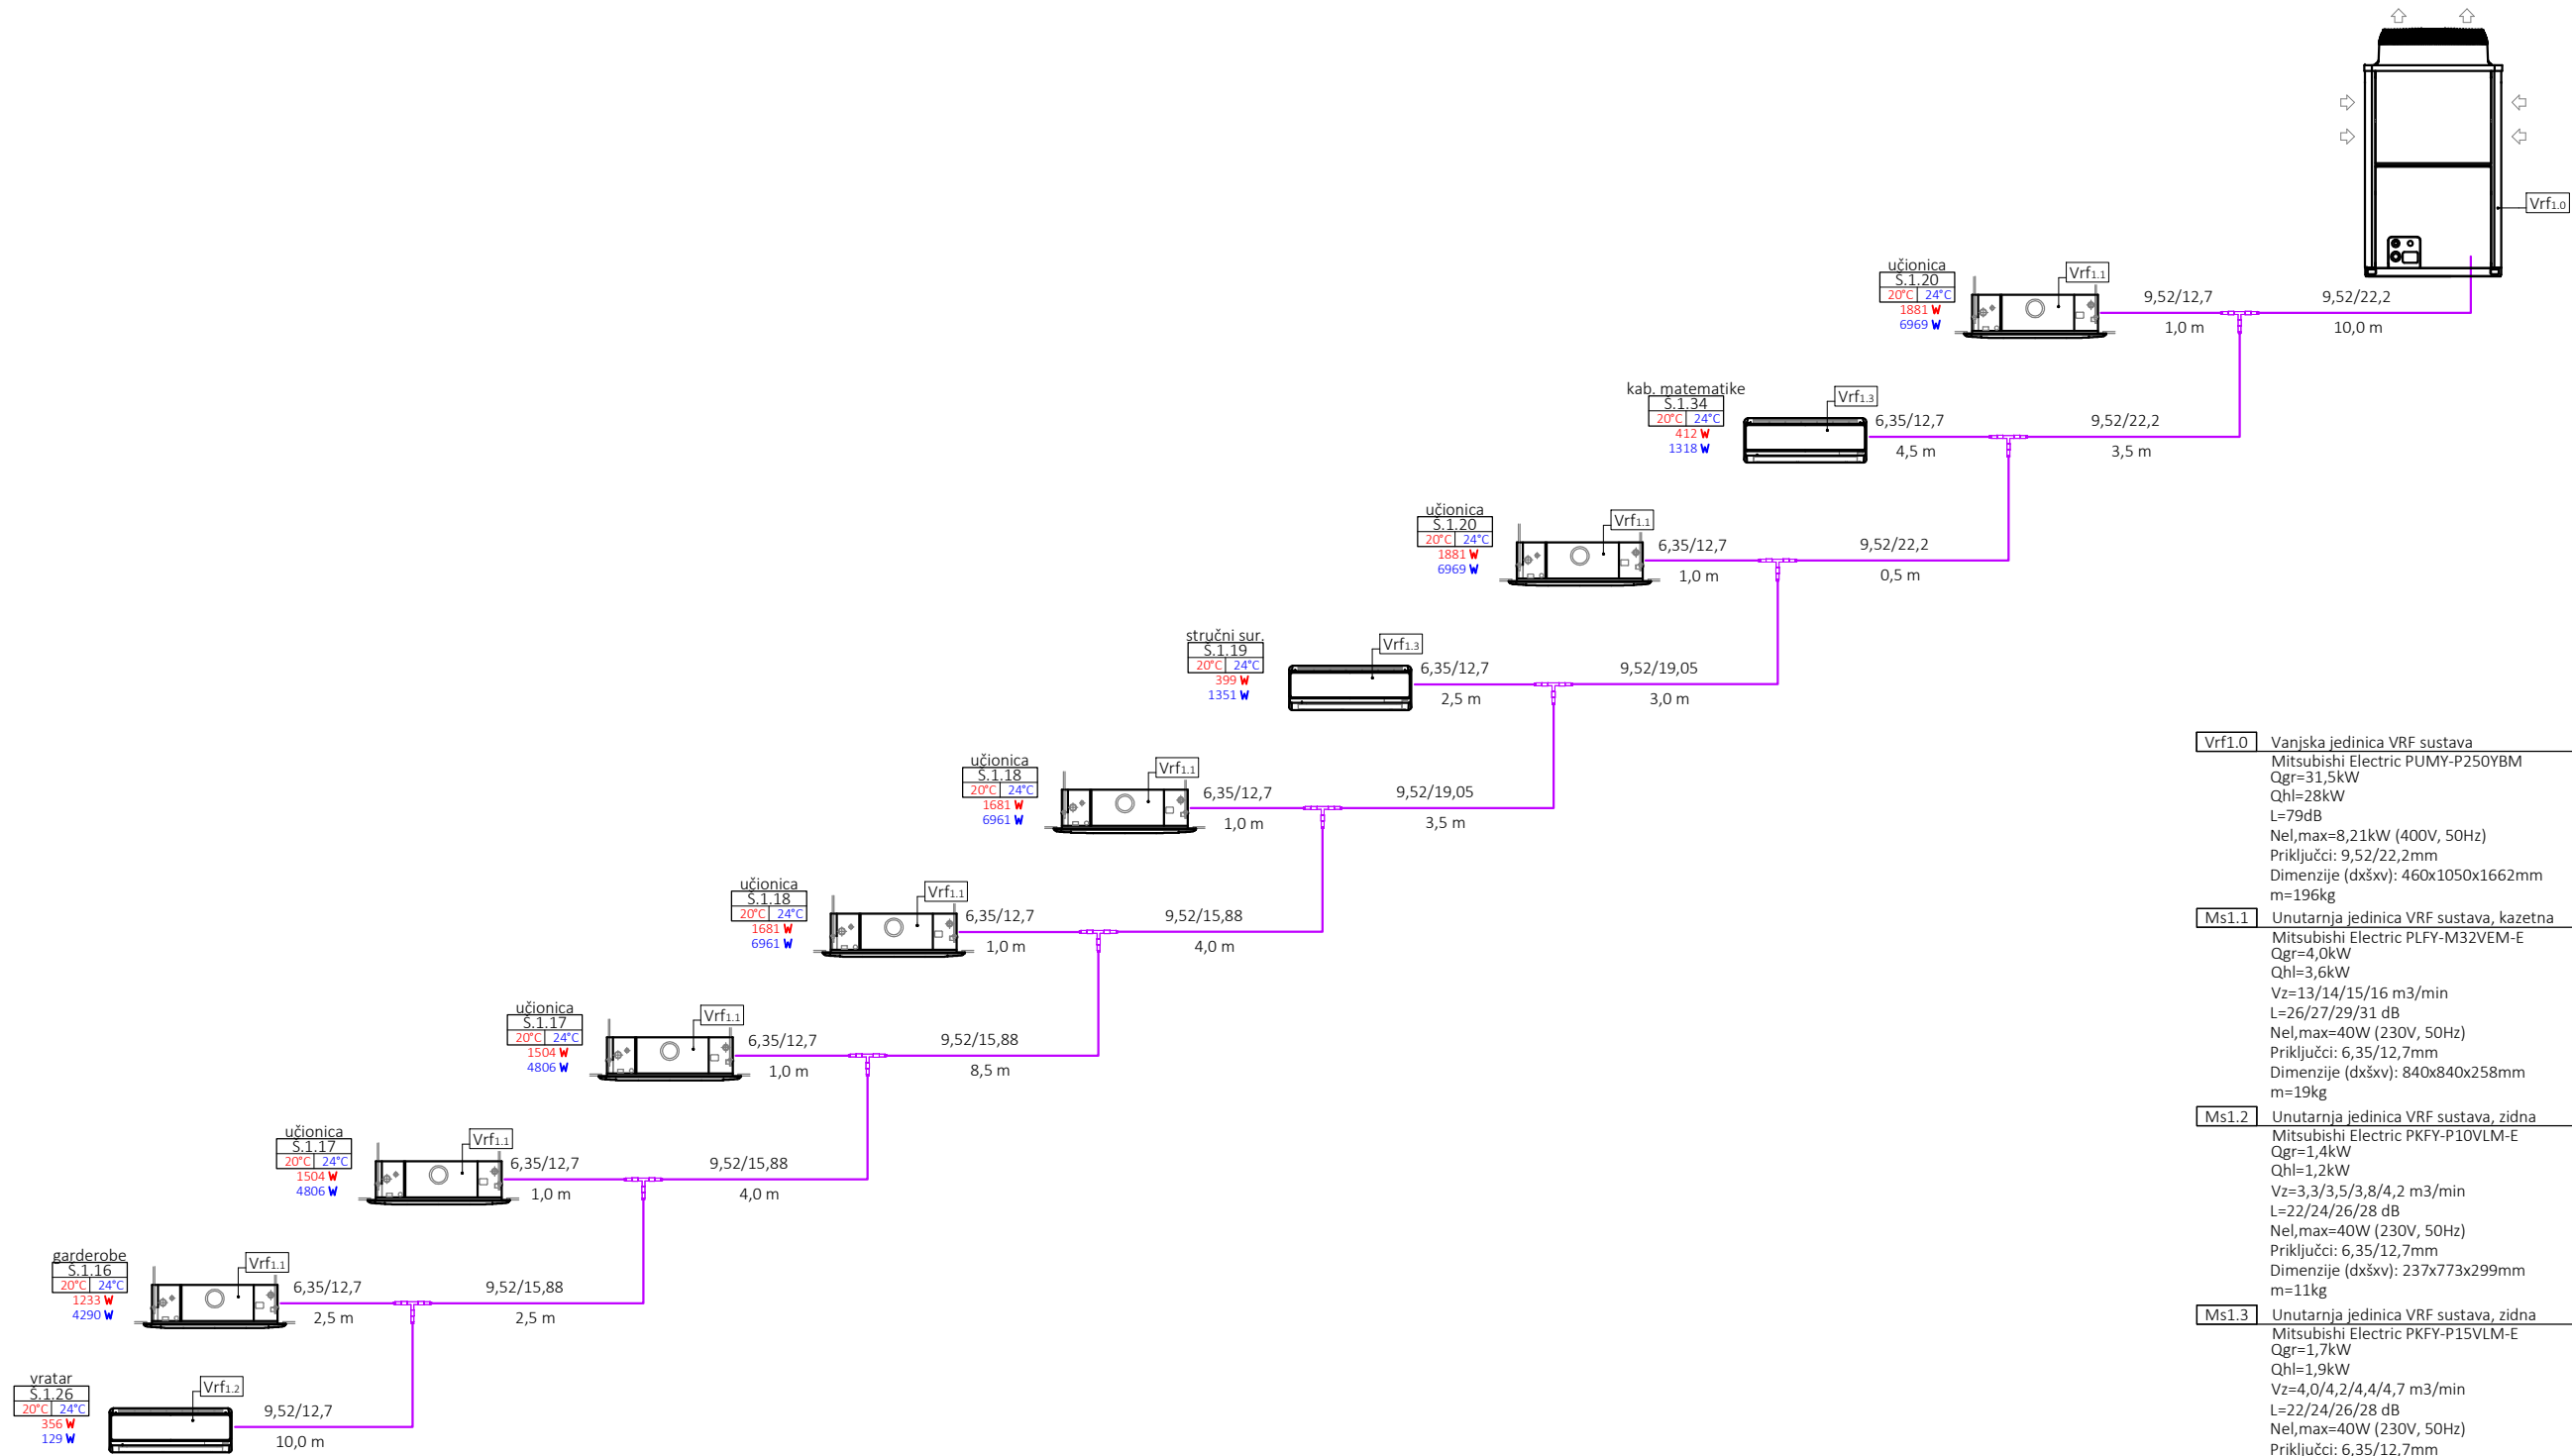 Vrf1.0
učionica
Š.1.20
20°C 24°C
1881 W
6969 W
Vrf1.1
9,52/12,7
1,0 m
9,52/22,2
10,0 m
kab. matematike
Š.1.34
20°C 24°C
412 W
1318 W
Vrf1.3
6,35/12,7
4,5 m
9,52/22,2
3,5 m
učionica
Š.1.20
20°C 24°C
1881 W
6969 W
Vrf1.1
6,35/12,7
1,0 m
9,52/22,2
0,5 m
stručni sur.
Š.1.19
20°C 24°C
399 W
1351 W
Vrf1.3
6,35/12,7
2,5 m
9,52/19,05
3,0 m
učionica
Š.1.18
20°C 24°C
1681 W
6961 W
Vrf1.1
6,35/12,7
1,0 m
9,52/19,05
3,5 m
učionica
Š.1.18
20°C 24°C
1681 W
6961 W
Vrf1.1
6,35/12,7
1,0 m
9,52/15,88
4,0 m
učionica
Š.1.17
20°C 24°C
1504 W
4806 W
Vrf1.1
6,35/12,7
1,0 m
9,52/15,88
8,5 m
učionica
Š.1.17
20°C 24°C
1504 W
4806 W
Vrf1.1
6,35/12,7
1,0 m
9,52/15,88
4,0 m
garderobe
Š.1.16
20°C 24°C
1233 W
4290 W
Vrf1.1
6,35/12,7
2,5 m
9,52/15,88
2,5 m
vratar
Š.1.26
20°C 24°C
356 W
129 W
Vrf1.2
9,52/12,7
10,0 m
Vrf1.0 Vanjska jedinica VRF sustava
Mitsubishi Electric PUMY-P250YBM
Qgr=31,5kW
Qhl=28kW
L=79dB
Nel,max=8,21kW (400V, 50Hz)
Priključci: 9,52/22,2mm
Dimenzije (dxšxv): 460x1050x1662mm
m=196kg
Ms1.1 Unutarnja jedinica VRF sustava, kazetna
Mitsubishi Electric PLFY-M32VEM-E
Qgr=4,0kW
Qhl=3,6kW
Vz=13/14/15/16 m3/min
L=26/27/29/31 dB
Nel,max=40W (230V, 50Hz)
Priključci: 6,35/12,7mm
Dimenzije (dxšxv): 840x840x258mm
m=19kg
Ms1.2 Unutarnja jedinica VRF sustava, zidna
Mitsubishi Electric PKFY-P10VLM-E
Qgr=1,4kW
Qhl=1,2kW
Vz=3,3/3,5/3,8/4,2 m3/min
L=22/24/26/28 dB
Nel,max=40W (230V, 50Hz)
Priključci: 6,35/12,7mm
Dimenzije (dxšxv): 237x773x299mm
m=11kg
Ms1.3 Unutarnja jedinica VRF sustava, zidna
Mitsubishi Electric PKFY-P15VLM-E
Qgr=1,7kW
Qhl=1,9kW
Vz=4,0/4,2/4,4/4,7 m3/min
L=22/24/26/28 dB
Nel,max=40W (230V, 50Hz)
Priključci: 6,35/12,7mm